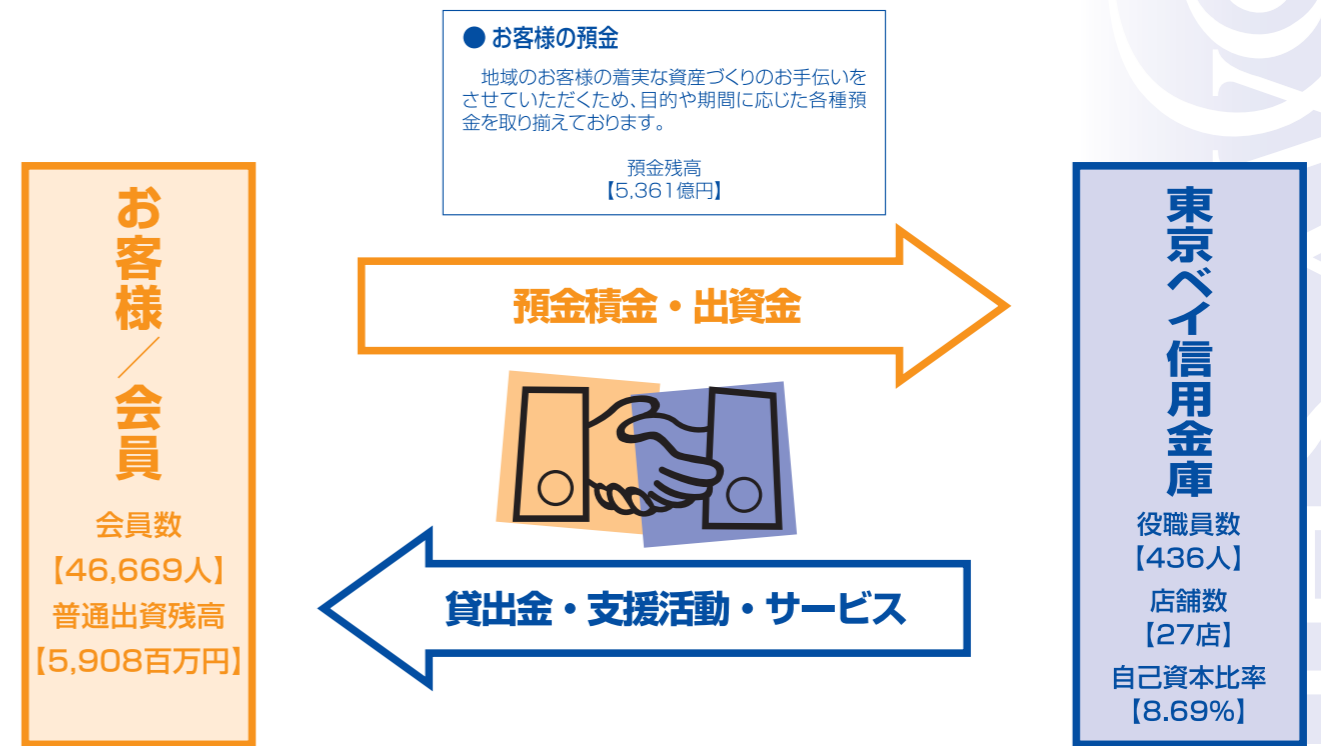 ● お客様の預金
地域のお客様の着実な資産づくりのお手伝いを
させていただくため、目的や期間に応じた各種預
金を取り揃えております。
預金残高
【5,361億円】
お客様／会員
会員数
【46,669人】
普通出資残高
【5,908百万円】
預金積金・出資金
貸出金・支援活動・サービス
東京ベイ信用金庫
役職員数
【436人】
店舗数
【27店】
自己資本比率
【8.69%】